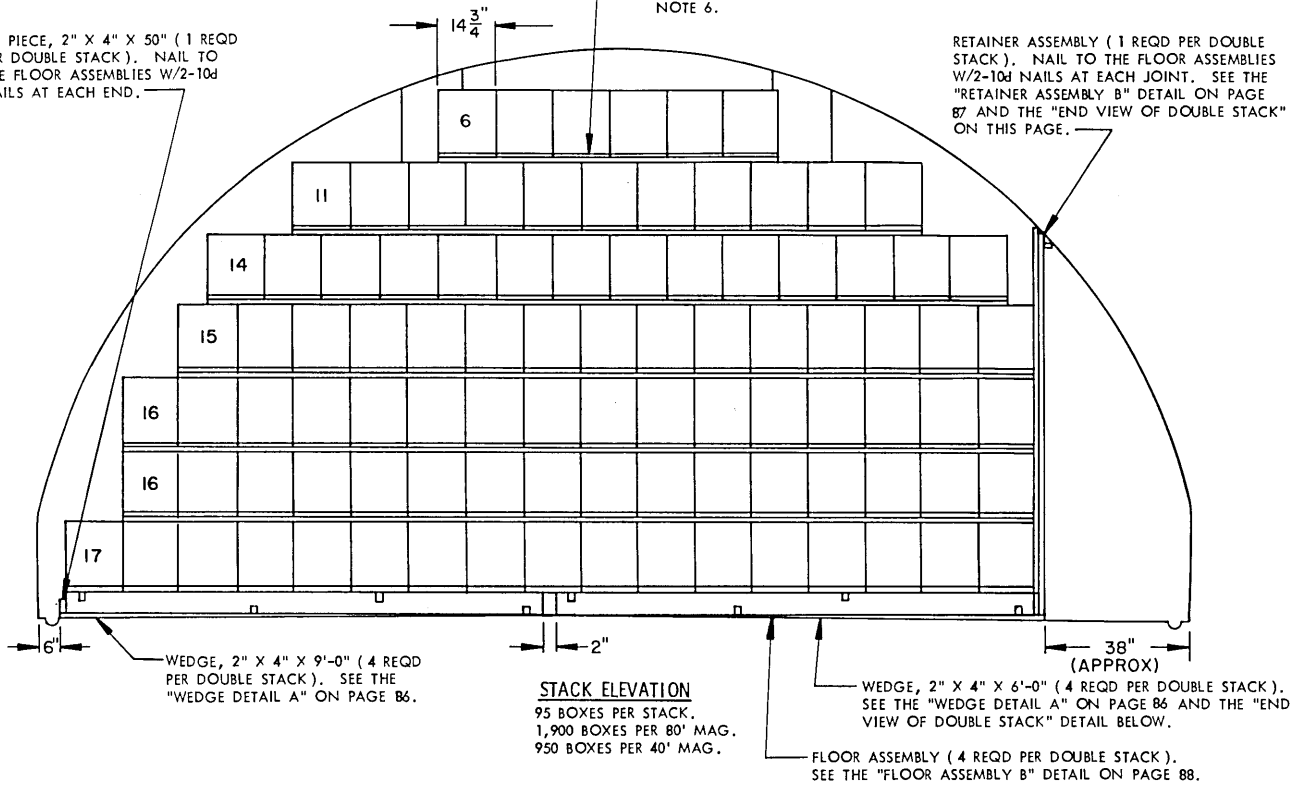 NOTE 6.
14 3/4"
PIECE, 2" X 4" X 50" ( 1 REQD
R DOUBLE STACK ). NAIL TO
E FLOOR ASSEMBLIES W/2-10d
AILS AT EACH END.
RETAINER ASSEMBLY ( 1 REQD PER DOUBLE
STACK ). NAIL TO THE FLOOR ASSEMBLIES
W/2-10d NAILS AT EACH JOINT. SEE THE
"RETAINER ASSEMBLY B" DETAIL ON PAGE
87 AND THE "END VIEW OF DOUBLE STACK"
ON THIS PAGE.
6
11
14
15
16
16
17
6"
2"
38"
(APPROX)
WEDGE, 2" X 4" X 9'-0" ( 4 REQD
PER DOUBLE STACK ). SEE THE
"WEDGE DETAIL A" ON PAGE 86.
STACK ELEVATION
95 BOXES PER STACK.
1,900 BOXES PER 80' MAG.
950 BOXES PER 40' MAG.
WEDGE, 2" X 4" X 6'-0" ( 4 REQD PER DOUBLE STACK ).
SEE THE "WEDGE DETAIL A" ON PAGE 86 AND THE "END
VIEW OF DOUBLE STACK" DETAIL BELOW.
FLOOR ASSEMBLY ( 4 REQD PER DOUBLE STACK ).
SEE THE "FLOOR ASSEMBLY B" DETAIL ON PAGE 88.